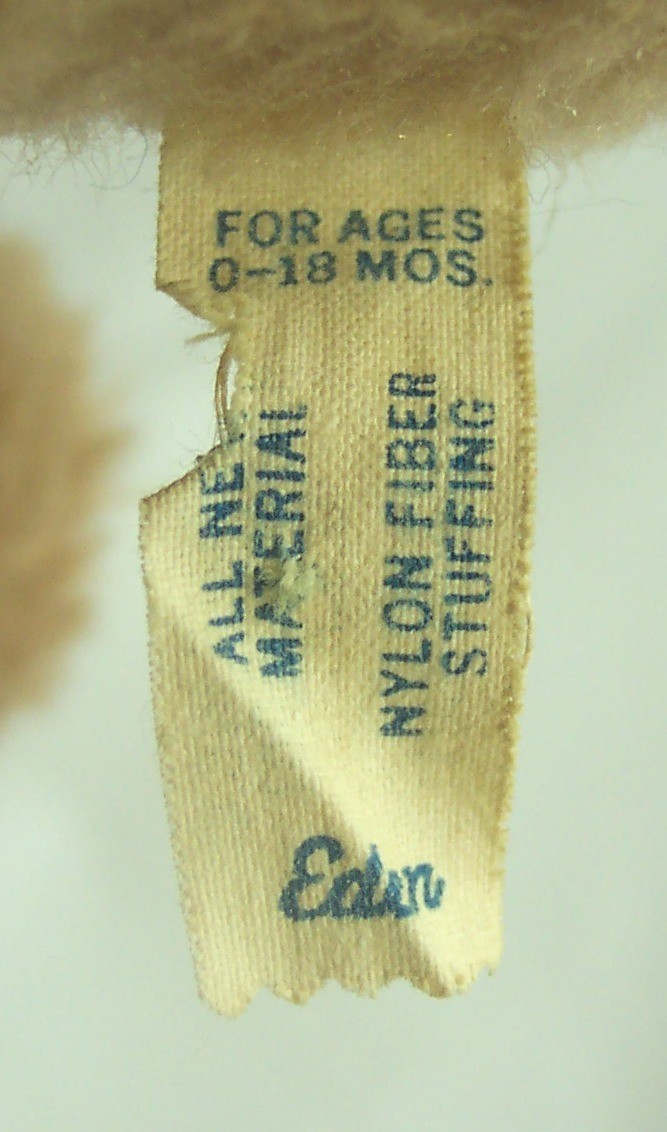 FOR AGES
0-18 MOS.
ALL NE
MATERIAL
NYLON FIBER
STUFFING
Eden